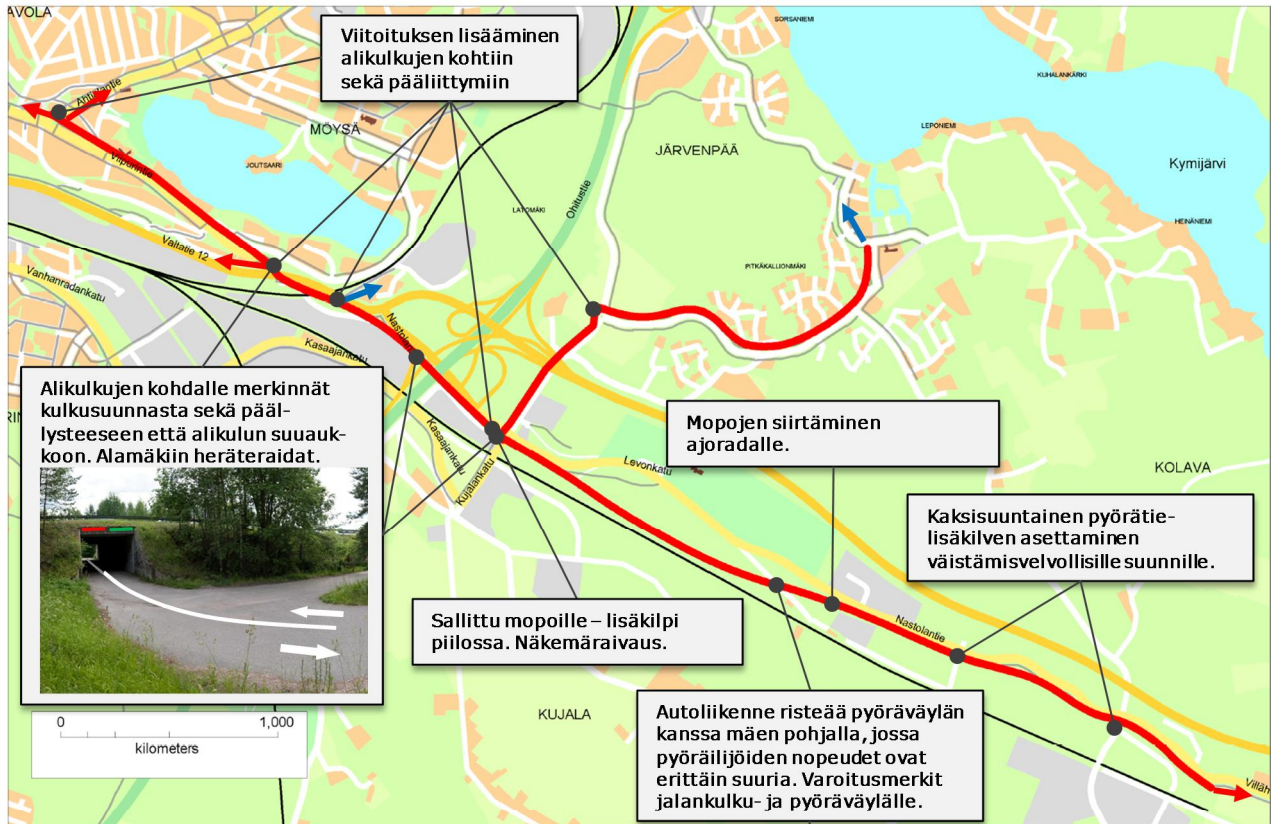 AVOLA
Viitoituksen lisääminen
alikulkujen kohtiin
sekä pääliittymiin
SORSANIEMI
KUHALANKÄRKI
MÖYSÄ
JOUTSAARI
JÄRVENPÄÄ
LEPONIEMI
Kymijärvi
HEINÄNIEMI
Viipurintie
LATOMÄKI
Ohitustie
Valtatie 12
PITKÄKALLIONMÄKI
Vanhanradankatu
Kasaajankatu
Alikulkujen kohdalle merkinnät
kulkusuunnasta sekä pääl-
lysteeseen että alikulun suuauk-
koon. Alamäkiin heräteraidat.
Kasaajankatu
Kujalankatu
Levonkatu
Mopojen siirtäminen
ajoradalle.
KOLAVA
Kaksisuuntainen pyörätie-
lisäkilven asettaminen
väistämisvelvollisille suunnille.
Sallittu mopoille – lisäkilpi
piilossa. Näkemäraivaus.
Nastolantie
KUJALA
Autoliikenne risteää pyöräväylän
kanssa mäen pohjalla, jossa
pyöräilijöiden nopeudet ovat
erittäin suuria. Varoitusmerkit
jalankulku- ja pyöräväylälle.
0 1,000
kilometers
Villäh